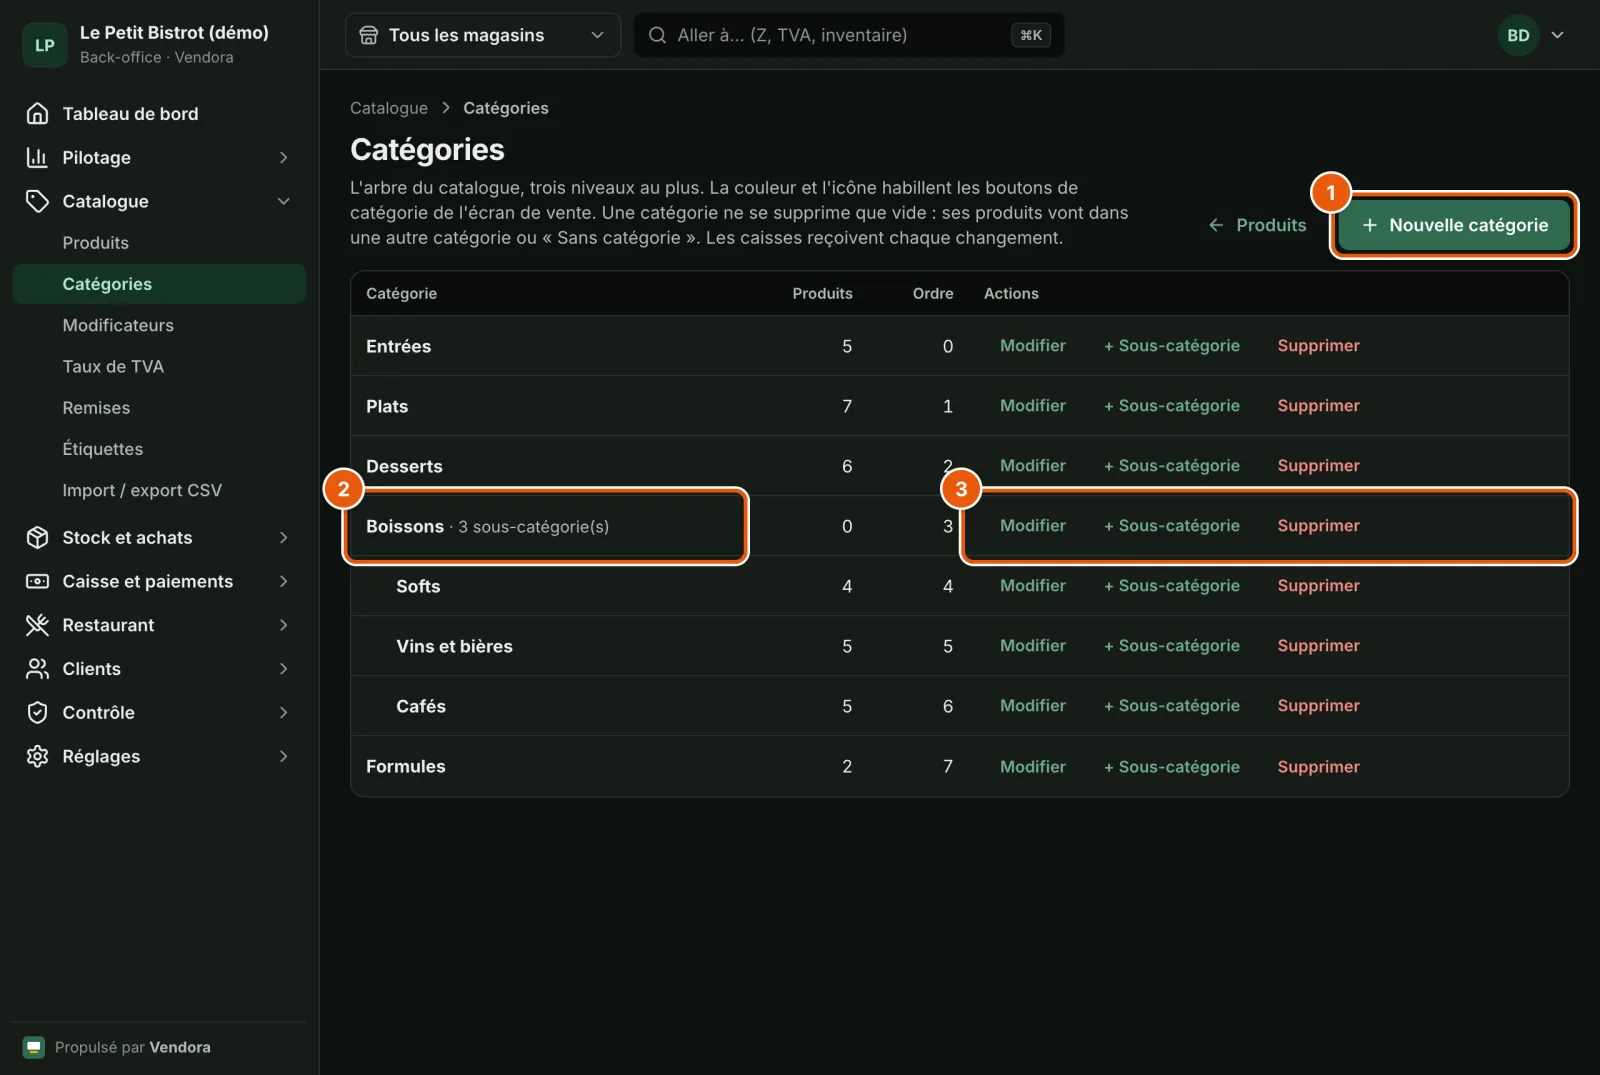 LP
Le Petit Bistrot (démo)
Back-office · Vendora
Tous les magasins
Aller à... (Z, TVA, inventaire)
⌘K
BD
Tableau de bord
Pilotage
Catalogue
Produits
Catégories
Modificateurs
Taux de TVA
Remises
Étiquettes
Import / export CSV
Stock et achats
Caisse et paiements
Restaurant
Clients
Contrôle
Réglages
Propulsé par Vendora
Catalogue > Catégories
Catégories
L'arbre du catalogue, trois niveaux au plus. La couleur et l'icône habillent les boutons de
catégorie de l'écran de vente. Une catégorie ne se supprime que vide : ses produits vont dans
une autre catégorie ou « Sans catégorie ». Les caisses reçoivent chaque changement.
← Produits
1
+ Nouvelle catégorie
Catégorie Produits Ordre Actions
Entrées 5 0 Modifier + Sous-catégorie Supprimer
Plats 7 1 Modifier + Sous-catégorie Supprimer
Desserts 6 2 Modifier + Sous-catégorie Supprimer
2
3
Boissons · 3 sous-catégorie(s) 0 3 Modifier + Sous-catégorie Supprimer
Softs 4 4 Modifier + Sous-catégorie Supprimer
Vins et bières 5 5 Modifier + Sous-catégorie Supprimer
Cafés 5 6 Modifier + Sous-catégorie Supprimer
Formules 2 7 Modifier + Sous-catégorie Supprimer